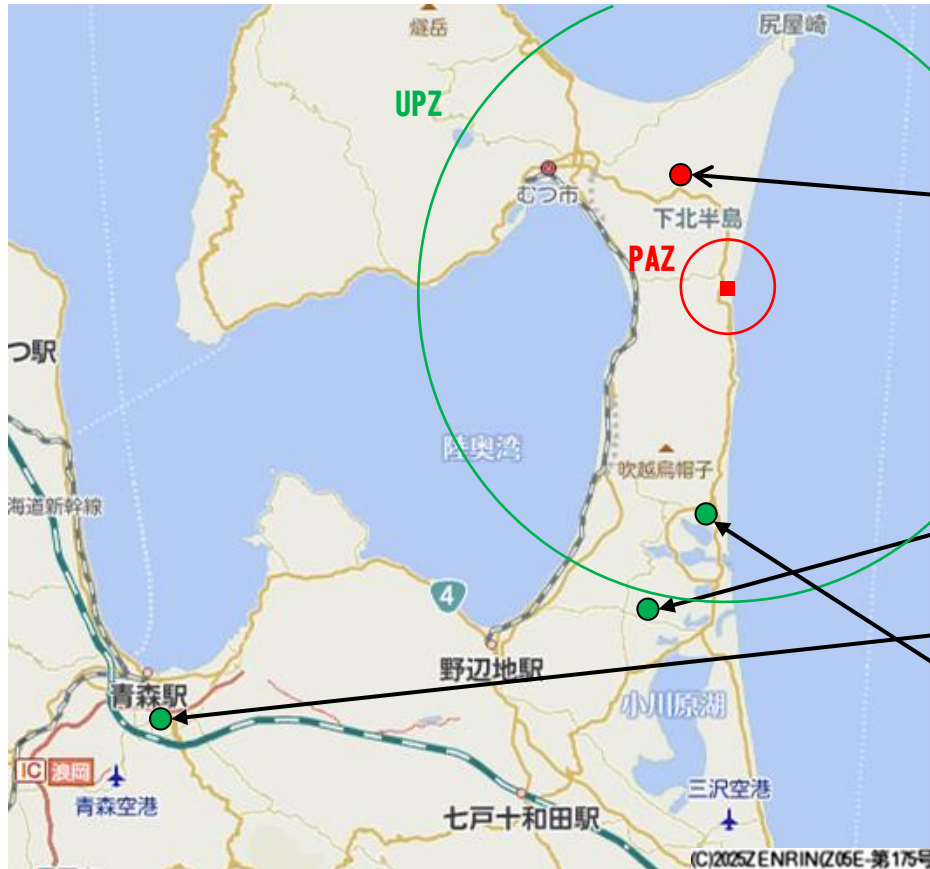 燧岳
尻屋崎
UPZ
むつ市
下北半島
PAZ
つ駅
陸奥湾
吹越烏帽子
海道新幹線
4
野辺地駅
青森駅
小川原湖
IC 浪岡
青森空港
三沢空港
七戸十和田駅
(C)2025ZENRIN(Z05E-第175号